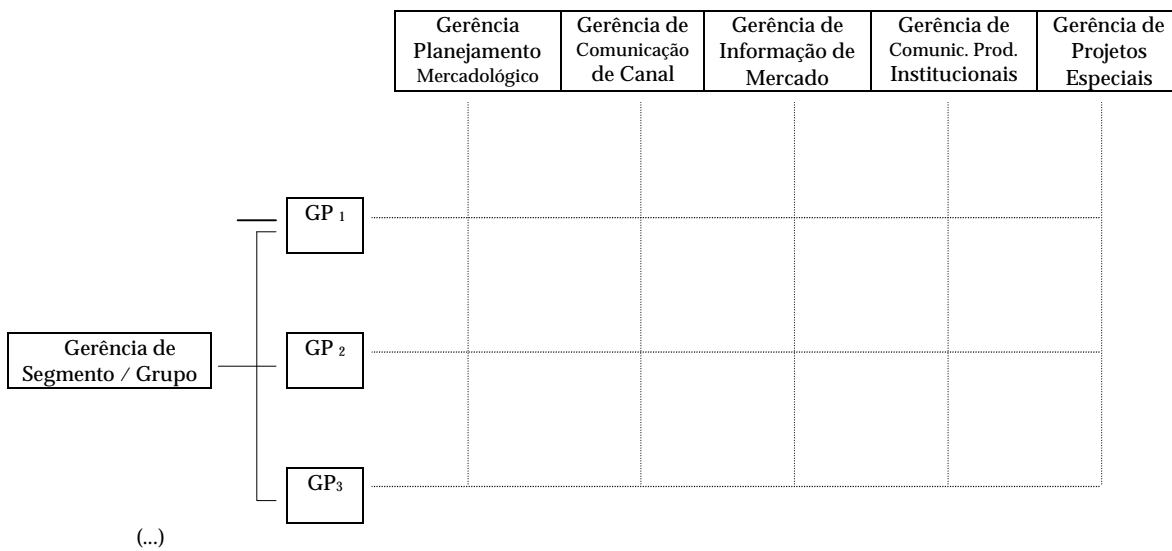 Gerência
Planejamento
Mercadológico
Gerência de
Comunicação
de Canal
Gerência de
Informação de
Mercado
Gerência de
Comunic. Prod.
Institucionais
Gerência de
Projetos
Especiais
GP 1
Gerência de
Segmento / Grupo
GP 2
GP3
(...)